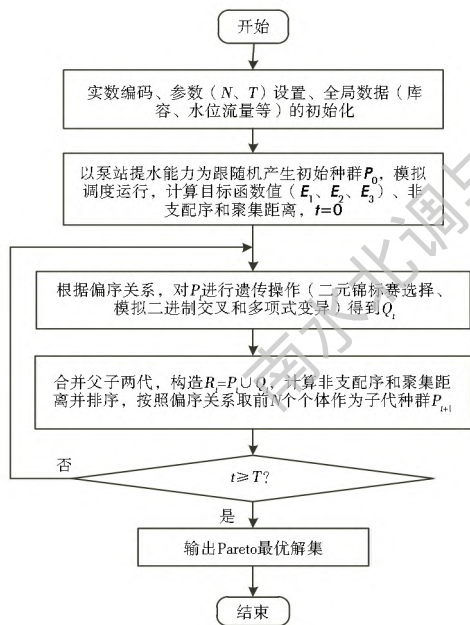 开始
实数编码、参数（N、T）设置、全局数据（库
容、水位流量等）的初始化
以泵站提水能力为跟随机产生初始种群P₀，模拟
调度运行，计算目标函数值（E₁、E₂、E₃）、非
支配序和聚集距离，t=0
根据偏序关系，对P进行遗传操作（二元锦标赛选择、
模拟二进制交叉和多项式变异）得到Qₜ
合并父子两代，构造Rₜ=Pₜ∪Qₜ，计算非支配序和聚集距
离并排序，按照偏序关系取前N个个体作为子代种群Pₜ₊₁
否
t≥T?
是
输出Pareto最优解集
结束
南水北调与